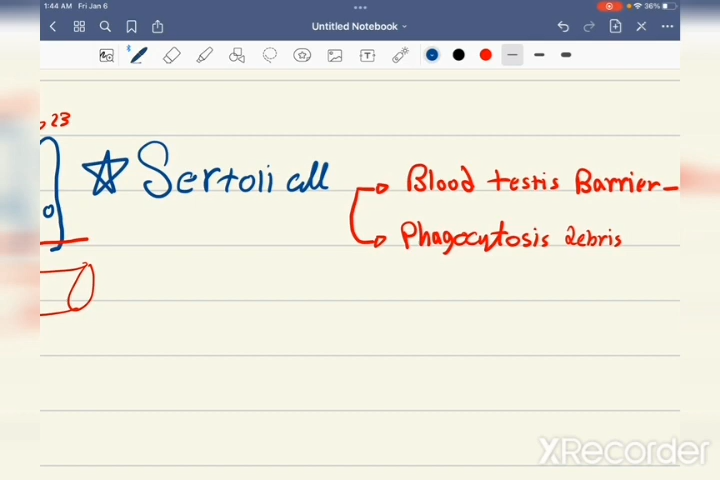 1:44 AM Fri Jan 6
36%
Untitled Notebook
23
Sertoli cell
Blood testis Barrier
Phagocytosis debris
XRecorder